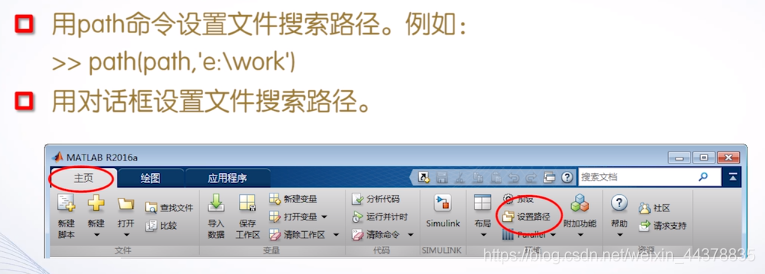 用path命令设置文件搜索路径。例如：
>> path(path,'e:\work')
用对话框设置文件搜索路径。
MATLAB R2016a
主页 绘图 应用程序 搜索文档
新建脚本 新建 打开 查找文件 比较 导入数据 保存工作区 新建变量 打开变量 清除工作区 分析代码 运行并计时 清除命令 Simulink 布局 预设 设置路径 Parallel 附加功能 帮助 社区 请求支持
文件 变量 代码 SIMULINK 环境 资源
https://blog.csdn.net/weixin_44378835